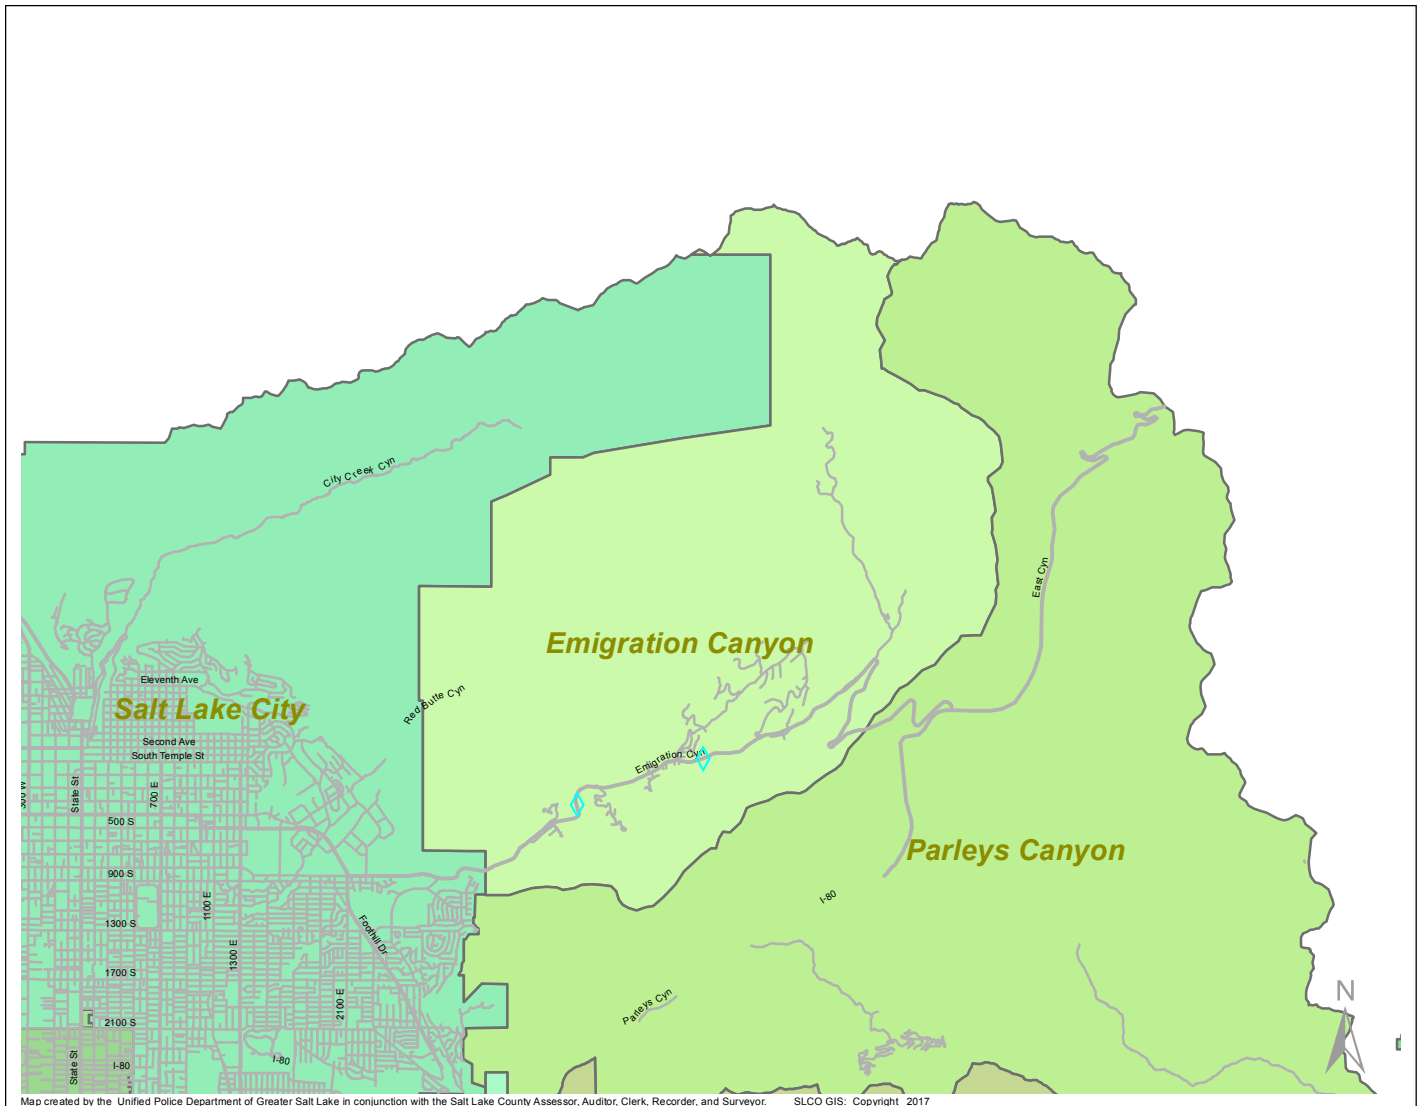 City Creek Cyn
East Cyn
Emigration Canyon
Eleventh Ave
Red Butte Cyn
Salt Lake City
Second Ave
South Temple St
Emigration Cyn
State St
700 E
500 S
Parleys Canyon
900 S
I-80
1100 E
1300 S
Foothill Dr
1300 E
1700 S
2100 E
Parleys Cyn
N
2100 S
State St
I-80
I-80
Map created by the Unified Police Department of Greater Salt Lake in conjunction with the Salt Lake County Assessor, Auditor, Clerk, Recorder, and Surveyor. SLCO GIS: Copyright 2017